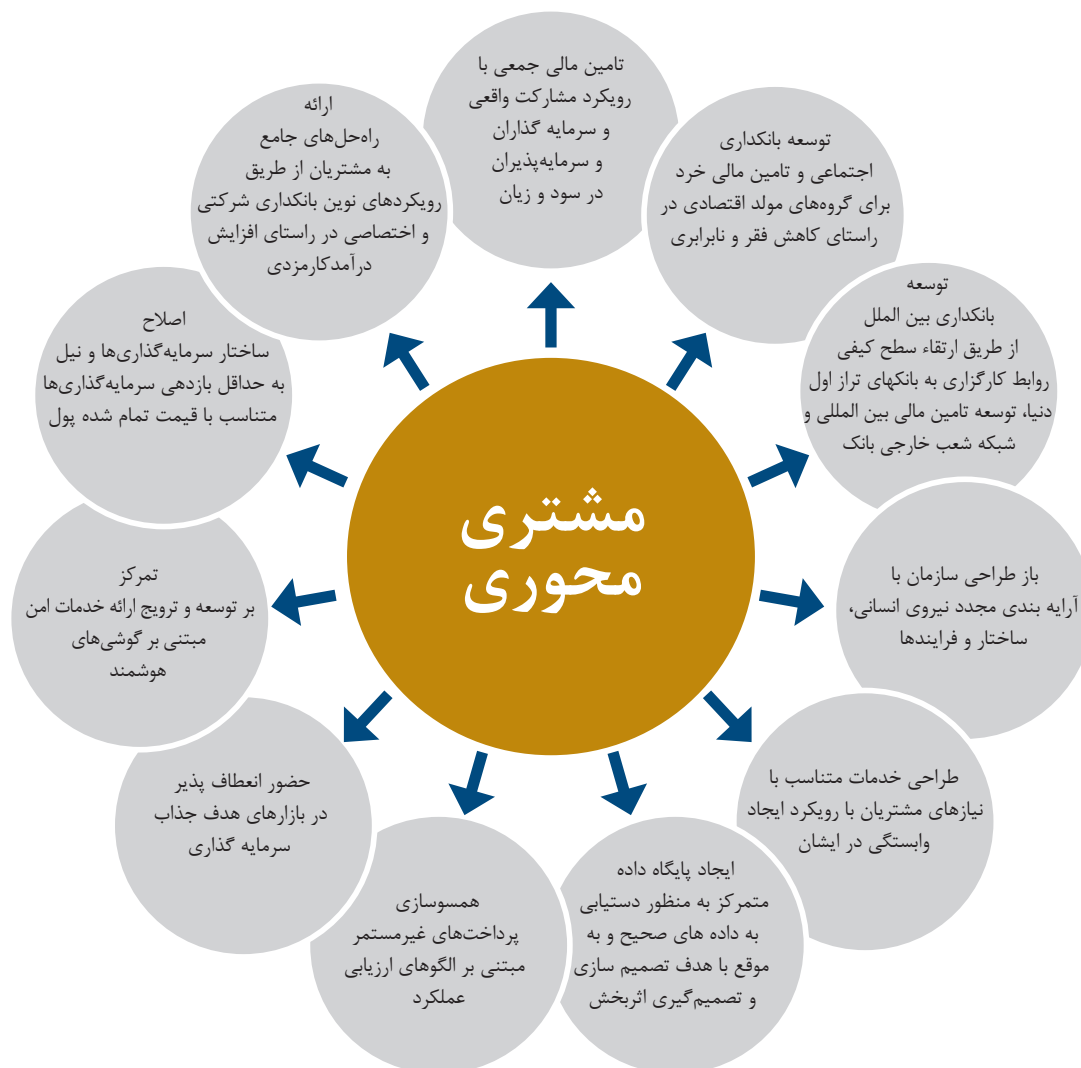 تامین مالی جمعی با
رویکرد مشارکت واقعی
و سرمایه گذاران
و سرمایه‌پذیران
در سود و زیان
توسعه بانکداری
اجتماعی و تامین مالی خرد
برای گروه‌های مولد اقتصادی در
راستای کاهش فقر و نابرابری
توسعه
بانکداری بین الملل
از طریق ارتقاء سطح کیفی
روابط کارگزاری به بانکهای تراز اول
دنیا، توسعه تامین مالی بین المللی و
شبکه شعب خارجی بانک
باز طراحی سازمان با
آرایه بندی مجدد نیروی انسانی،
ساختار و فرایندها
طراحی خدمات متناسب با
نیازهای مشتریان با رویکرد ایجاد
وابستگی در ایشان
ایجاد پایگاه داده
متمرکز به منظور دستیابی
به داده های صحیح و به
موقع با هدف تصمیم سازی
و تصمیم‌گیری اثربخش
همسوسازی
پرداخت‌های غیرمستمر
مبتنی بر الگوهای ارزیابی
عملکرد
حضور انعطاف پذیر
در بازارهای هدف جذاب
سرمایه گذاری
تمرکز
بر توسعه و ترویج ارائه خدمات امن
مبتنی بر گوشی‌های
هوشمند
اصلاح
ساختار سرمایه‌گذاری‌ها و نیل
به حداقل بازدهی سرمایه‌گذاری‌ها
متناسب با قیمت تمام شده پول
ارائه
راه‌حل‌های جامع
به مشتریان از طریق
رویکردهای نوین بانکداری شرکتی
و اختصاصی در راستای افزایش
درآمدکارمزدی
مشتری
محوری